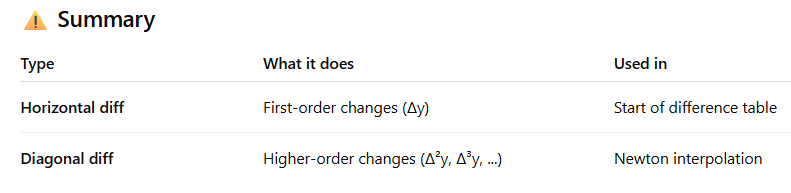 ⚠️ Summary
Type What it does Used in
Horizontal diff First-order changes (Δy) Start of difference table
Diagonal diff Higher-order changes (Δ²y, Δ³y, ...) Newton interpolation